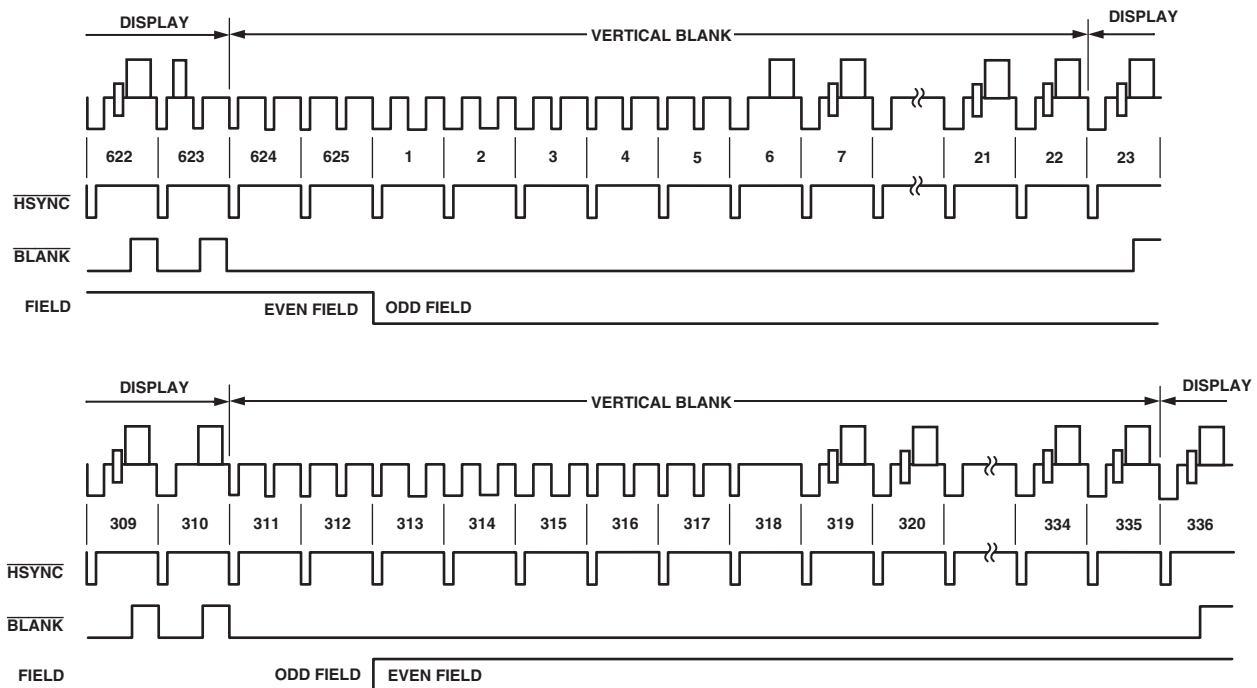 DISPLAY VERTICAL BLANK DISPLAY
622 623 624 625 1 2 3 4 5 6 7 21 22 23
HSYNC
BLANK
FIELD EVEN FIELD ODD FIELD
DISPLAY VERTICAL BLANK DISPLAY
309 310 311 312 313 314 315 316 317 318 319 320 334 335 336
HSYNC
BLANK
FIELD ODD FIELD EVEN FIELD